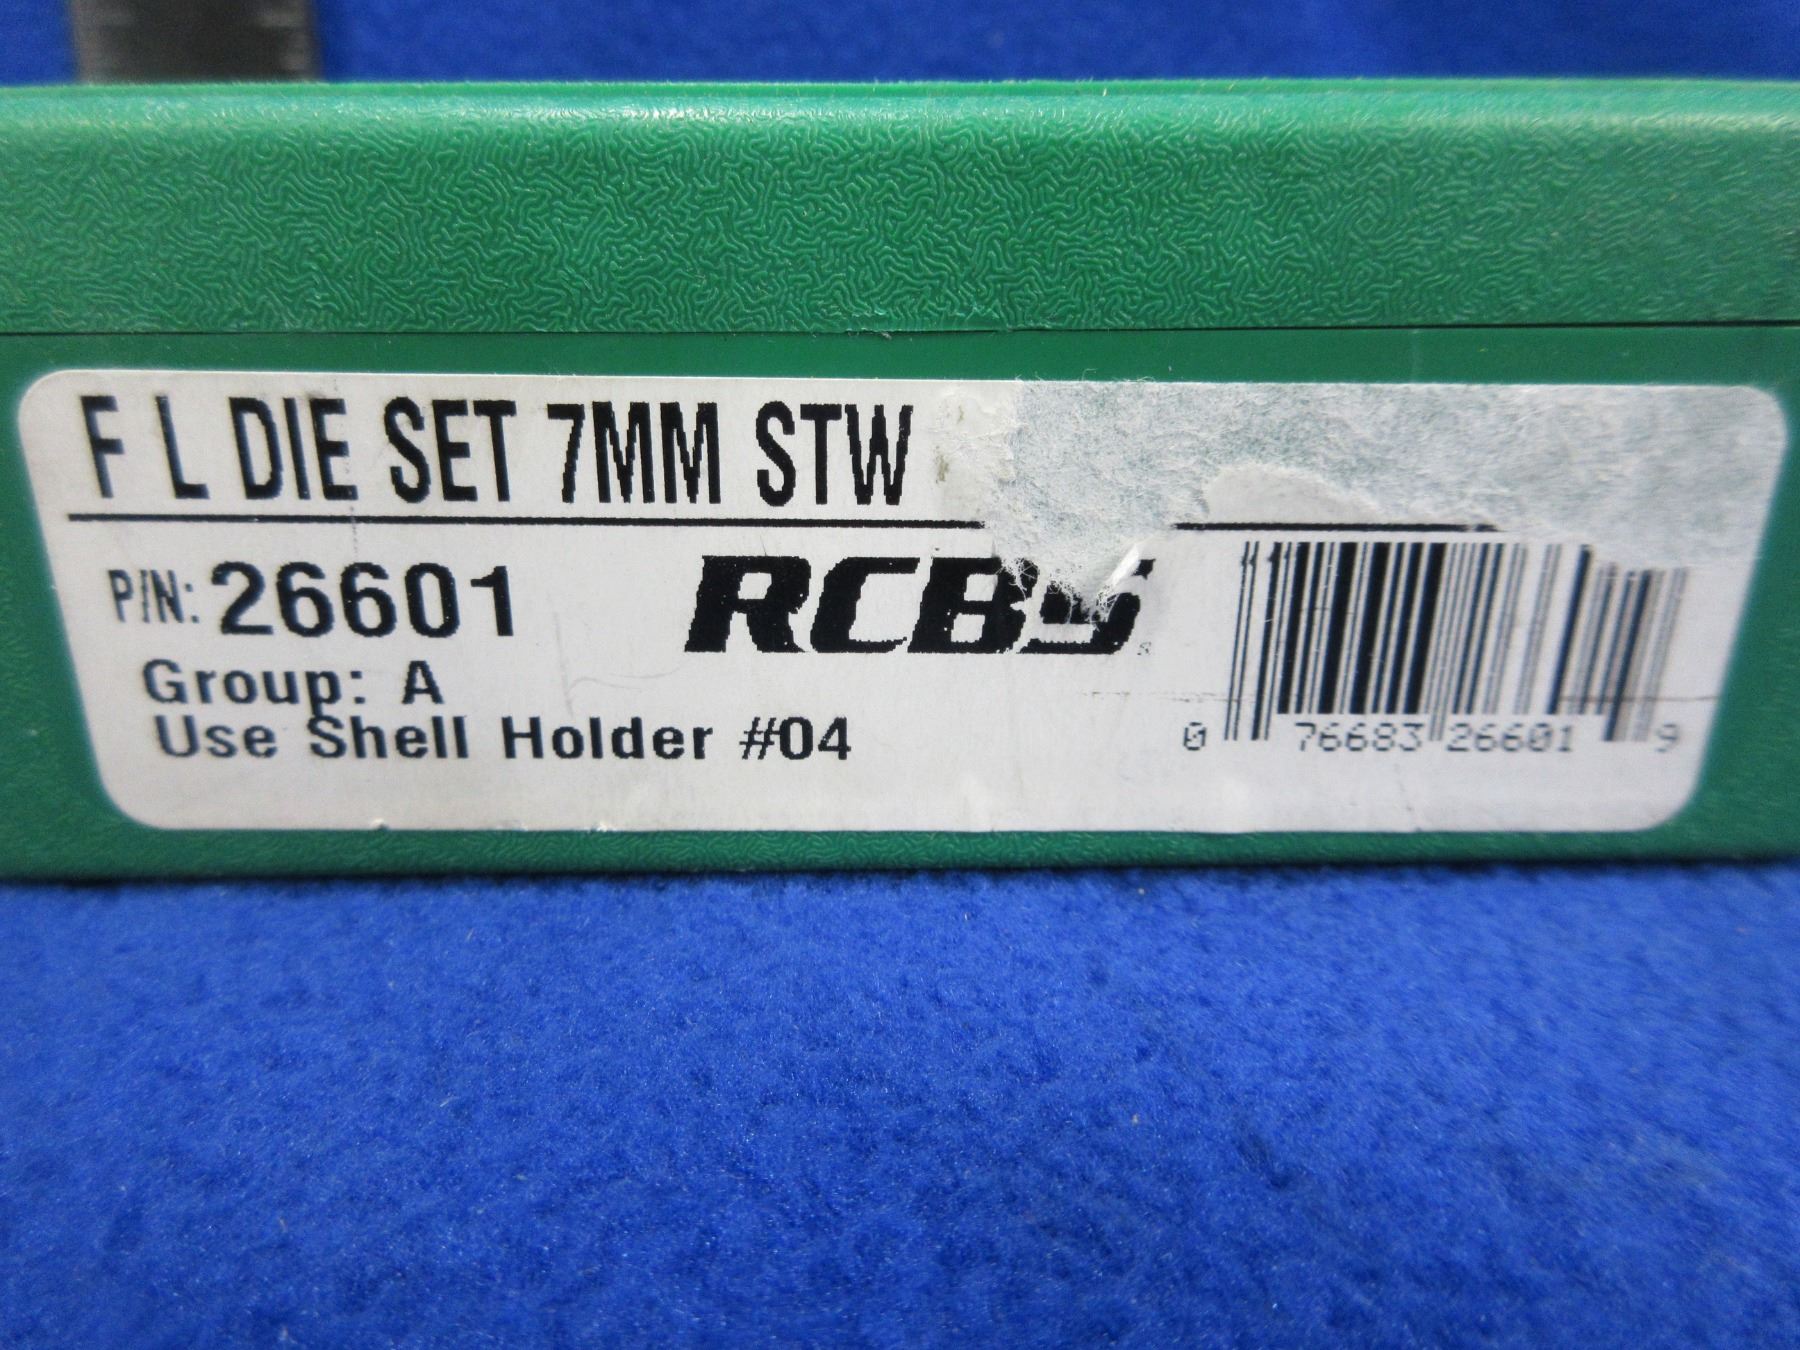 F L DIE SET 7MM STW
P/N: 26601
RCBS
Group: A
Use Shell Holder #04
0 76683 26601 9